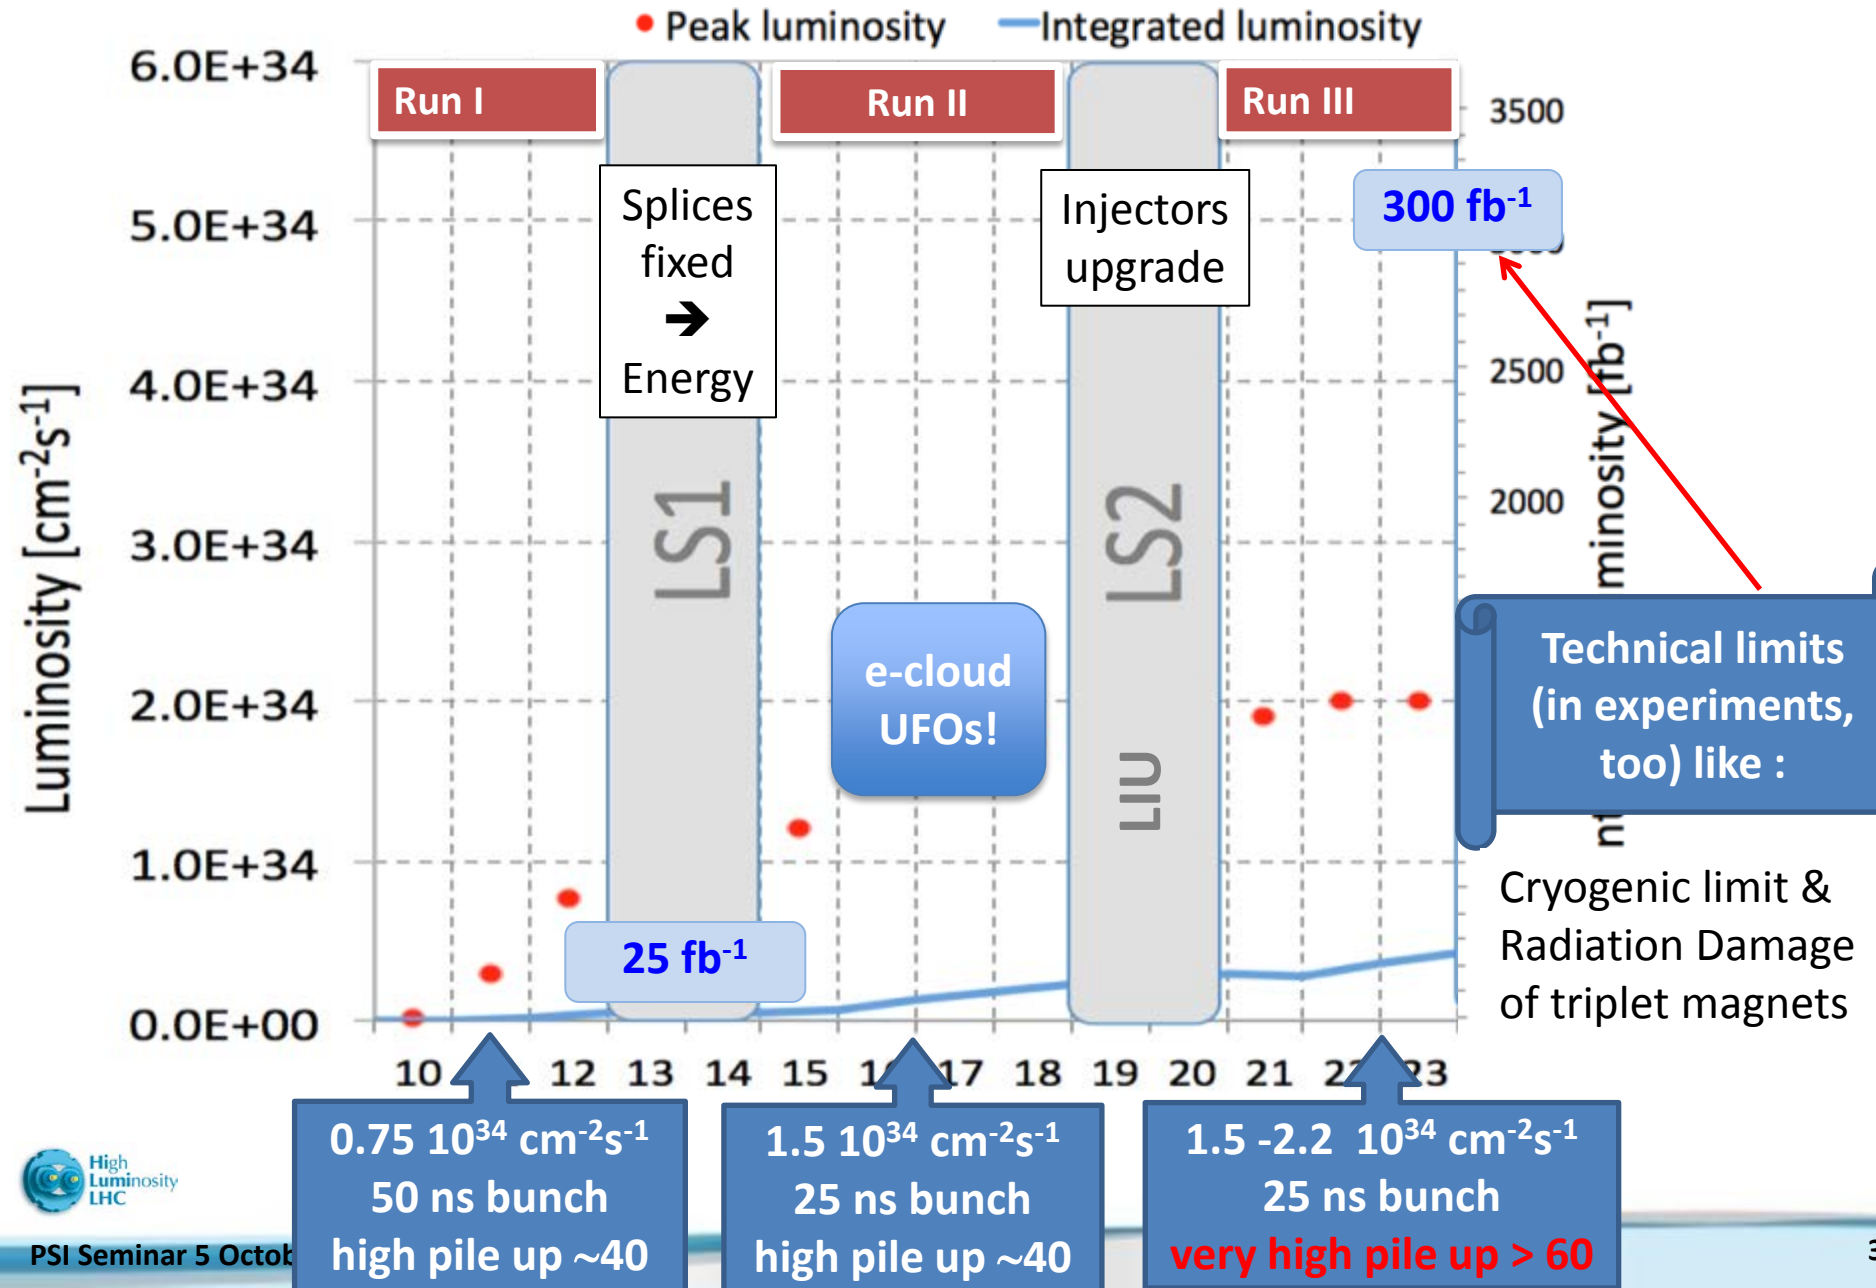 Peak luminosity Integrated luminosity
6.0E+34
5.0E+34
4.0E+34
3.0E+34
2.0E+34
1.0E+34
0.0E+00
Luminosity [cm-2s-1]
Run I
Run II
Run III
Splices
fixed
➔
Energy
Injectors
upgrade
LS1
LS2
LIU
e-cloud
UFOs!
25 fb-1
300 fb-1
3500
2500
2000
minosity [fb-1]
Technical limits
(in experiments,
too) like :
Cryogenic limit &
Radiation Damage
of triplet magnets
10 12 13 14 15 17 18 19 20 21 23
0.75 10³⁴ cm-2s-1
50 ns bunch
high pile up ~40
1.5 10³⁴ cm-2s-1
25 ns bunch
high pile up ~40
1.5 -2.2 10³⁴ cm-2s-1
25 ns bunch
very high pile up > 60
High
Luminosity
LHC
PSI Seminar 5 Octob
3